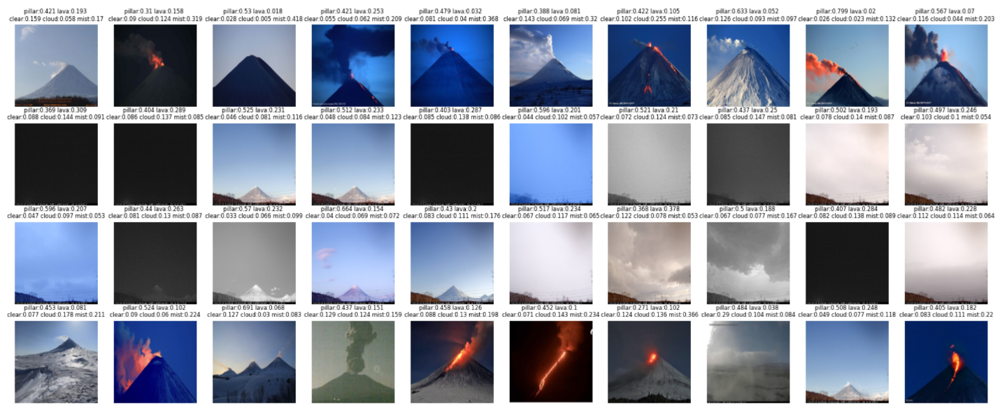 pillar:0.421 lava:0.193 pillar:0.31 lava:0.158 pillar:0.53 lava:0.018 pillar:0.421 lava:0.253 pillar:0.479 lava:0.032 pillar:0.388 lava:0.081 pillar:0.422 lava:0.105 pillar:0.633 lava:0.052 pillar:0.799 lava:0.02 pillar:0.567 lava:0.07
clear:0.159 cloud:0.058 mist:0.17 clear:0.09 cloud:0.124 mist:0.319 clear:0.028 cloud:0.005 mist:0.418 clear:0.055 cloud:0.062 mist:0.209 clear:0.081 cloud:0.04 mist:0.368 clear:0.143 cloud:0.069 mist:0.32 clear:0.102 cloud:0.255 mist:0.116 clear:0.126 cloud:0.093 mist:0.097 clear:0.026 cloud:0.023 mist:0.132 clear:0.116 cloud:0.044 mist:0.203
pillar:0.369 lava:0.309 pillar:0.404 lava:0.289 pillar:0.525 lava:0.231 pillar:0.512 lava:0.233 pillar:0.403 lava:0.287 pillar:0.596 lava:0.201 pillar:0.521 lava:0.21 pillar:0.437 lava:0.25 pillar:0.502 lava:0.193 pillar:0.497 lava:0.246
clear:0.088 cloud:0.144 mist:0.091 clear:0.086 cloud:0.137 mist:0.085 clear:0.046 cloud:0.081 mist:0.116 clear:0.048 cloud:0.084 mist:0.123 clear:0.085 cloud:0.138 mist:0.086 clear:0.044 cloud:0.102 mist:0.057 clear:0.072 cloud:0.124 mist:0.073 clear:0.085 cloud:0.147 mist:0.081 clear:0.078 cloud:0.14 mist:0.087 clear:0.103 cloud:0.1 mist:0.054
pillar:0.596 lava:0.207 pillar:0.44 lava:0.263 pillar:0.57 lava:0.232 pillar:0.664 lava:0.154 pillar:0.43 lava:0.2 pillar:0.517 lava:0.234 pillar:0.368 lava:0.378 pillar:0.5 lava:0.188 pillar:0.407 lava:0.284 pillar:0.482 lava:0.228
clear:0.047 cloud:0.097 mist:0.053 clear:0.081 cloud:0.13 mist:0.087 clear:0.033 cloud:0.066 mist:0.099 clear:0.04 cloud:0.069 mist:0.072 clear:0.083 cloud:0.111 mist:0.176 clear:0.067 cloud:0.117 mist:0.065 clear:0.122 cloud:0.078 mist:0.053 clear:0.067 cloud:0.077 mist:0.167 clear:0.082 cloud:0.138 mist:0.089 clear:0.112 cloud:0.114 mist:0.064
pillar:0.453 lava:0.081 pillar:0.524 lava:0.102 pillar:0.691 lava:0.068 pillar:0.437 lava:0.151 pillar:0.458 lava:0.126 pillar:0.452 lava:0.1 pillar:0.271 lava:0.102 pillar:0.484 lava:0.038 pillar:0.508 lava:0.248 pillar:0.405 lava:0.182
clear:0.077 cloud:0.178 mist:0.211 clear:0.09 cloud:0.06 mist:0.224 clear:0.127 cloud:0.03 mist:0.083 clear:0.129 cloud:0.124 mist:0.159 clear:0.088 cloud:0.13 mist:0.198 clear:0.071 cloud:0.143 mist:0.234 clear:0.124 cloud:0.136 mist:0.366 clear:0.29 cloud:0.104 mist:0.084 clear:0.049 cloud:0.077 mist:0.118 clear:0.083 cloud:0.111 mist:0.22